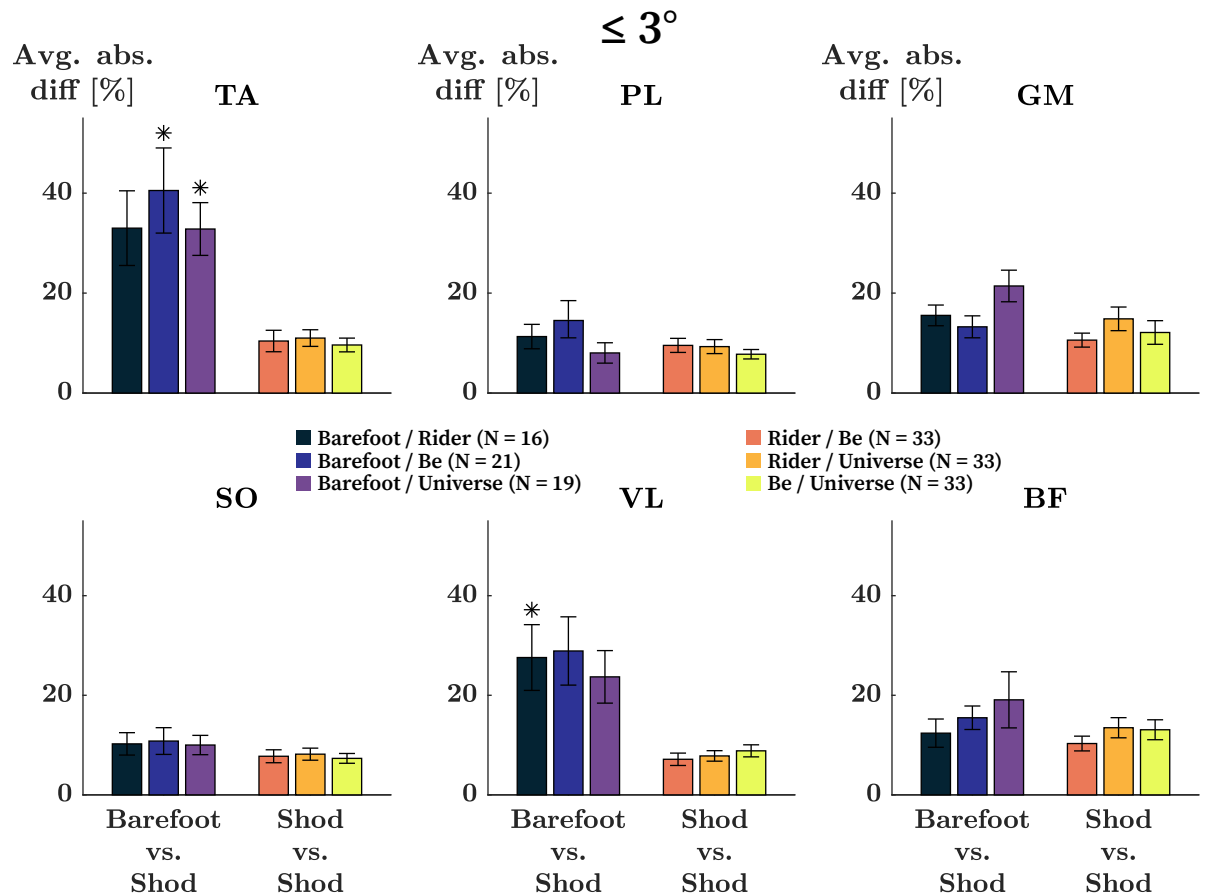 ≤ 3°
Avg. abs.
diff [%]
TA
Avg. abs.
diff [%]
PL
Avg. abs.
diff [%]
GM
40
20
0
*
*
40
20
0
40
20
0
Barefoot / Rider (N = 16)
Barefoot / Be (N = 21)
Barefoot / Universe (N = 19)
Rider / Be (N = 33)
Rider / Universe (N = 33)
Be / Universe (N = 33)
SO
VL
BF
40
20
0
40
20
0
*
40
20
0
Barefoot
vs.
Shod
Shod
vs.
Shod
Barefoot
vs.
Shod
Shod
vs.
Shod
Barefoot
vs.
Shod
Shod
vs.
Shod